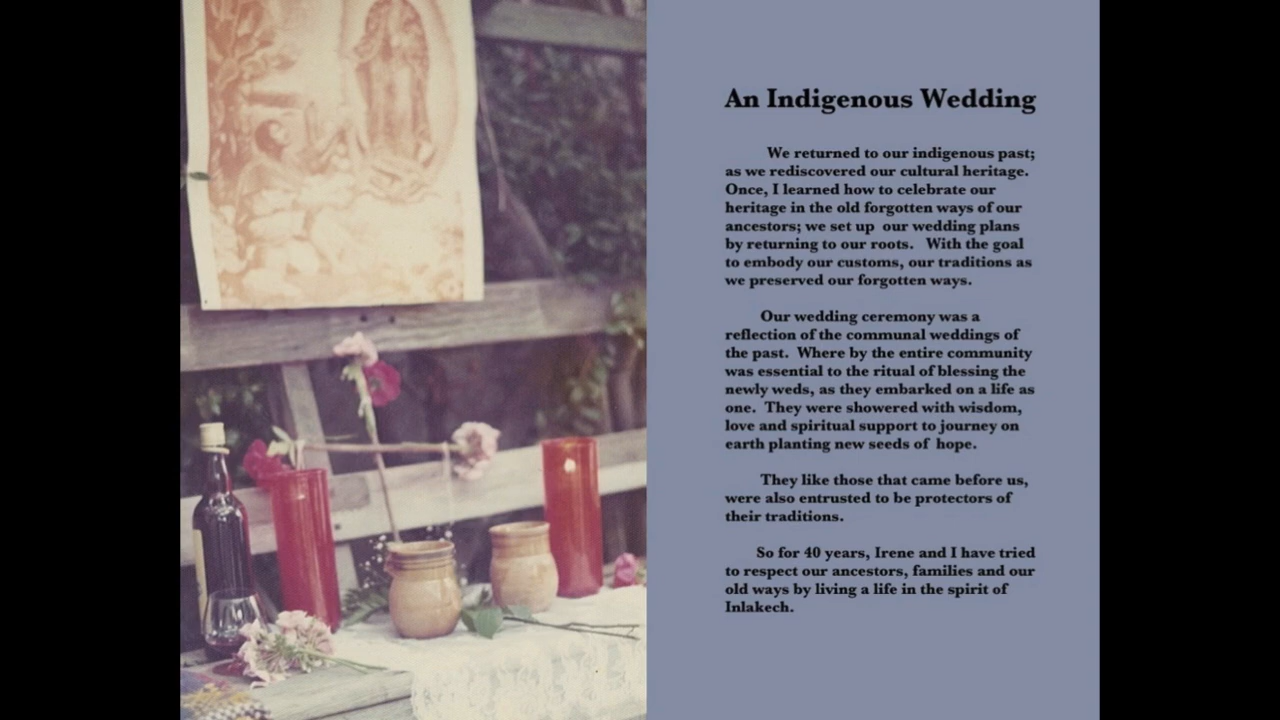 An Indigenous Wedding
We returned to our indigenous past;
as we rediscovered our cultural heritage.
Once, I learned how to celebrate our
heritage in the old forgotten ways of our
ancestors; we set up our wedding plans
by returning to our roots. With the goal
to embody our customs, our traditions as
we preserved our forgotten ways.
Our wedding ceremony was a
reflection of the communal weddings of
the past. Where by the entire community
was essential to the ritual of blessing the
newly weds, as they embarked on a life as
one. They were showered with wisdom,
love and spiritual support to journey on
earth planting new seeds of hope.
They like those that came before us,
were also entrusted to be protectors of
their traditions.
So for 40 years, Irene and I have tried
to respect our ancestors, families and our
old ways by living a life in the spirit of
Inlakech.